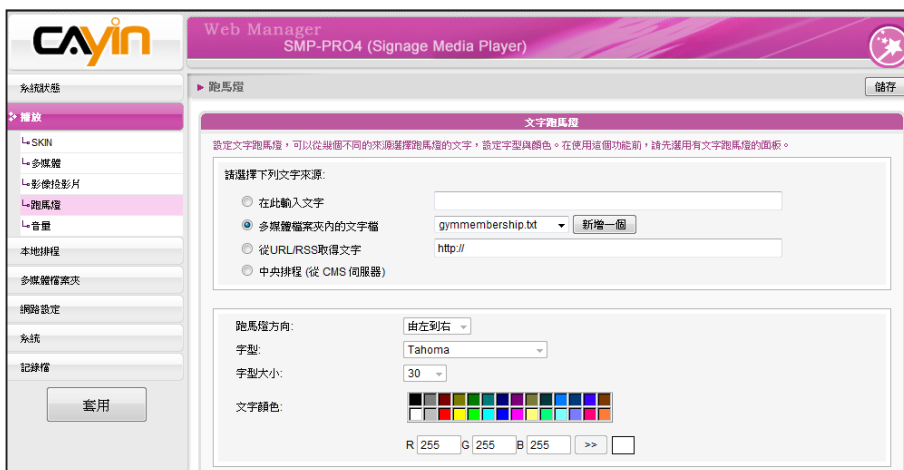 CAYIN
Web Manager
SMP-PRO4 (Signage Media Player)
系統狀態
播放
SKIN
多媒體
影像投影片
跑馬燈
音量
本地排程
多媒體檔案夾
網路設定
系統
記錄檔
套用
跑馬燈
儲存
文字跑馬燈
設定文字跑馬燈，可以從幾個不同的來源選擇跑馬燈的文字，設定字型與顏色。在使用這個功能前，請先選用有文字跑馬燈的面板。
請選擇下列文字來源:
在此輸入文字
多媒體檔案夾內的文字檔 gymmembership.txt 新增一個
從URL/RSS取得文字 http://
中央排程 (從 CMS 伺服器)
跑馬燈方向: 由左到右
字型: Tahoma
字型大小: 30
文字顏色:
R 255 G 255 B 255 >>